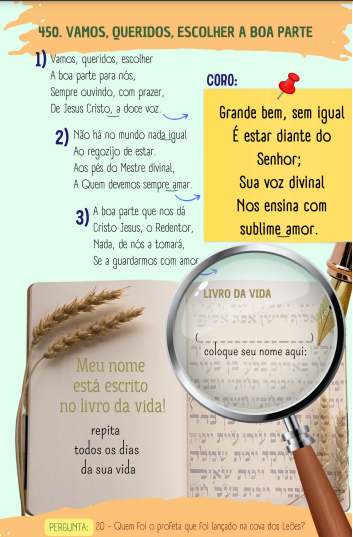 450. VAMOS, QUERIDOS, ESCOLHER A BOA PARTE
1) Vamos, queridos, escolher
A boa parte para nós,
Sempre ouvindo, com prazer,
De Jesus Cristo, a doce voz.
2) Não há no mundo nada igual
Ao regozijo de estar.
Aos pés do Mestre divinal,
A Quem devemos sempre amar.
3) A boa parte que nos dá
Cristo Jesus, o Redentor,
Nada, de nós a tomará,
Se a guardarmos com amor
CORO:
Grande bem, sem igual
É estar diante do
Senhor;
Sua voz divinal
Nos ensina com
sublime amor.
LIVRO DA VIDA
(_______________)
coloque seu nome aqui:
Meu nome
está escrito
no livro da vida!
repita
todos os dias
da sua vida
PERGUNTA: 20 - Quem foi o profeta que foi lançado na cova dos Leões?